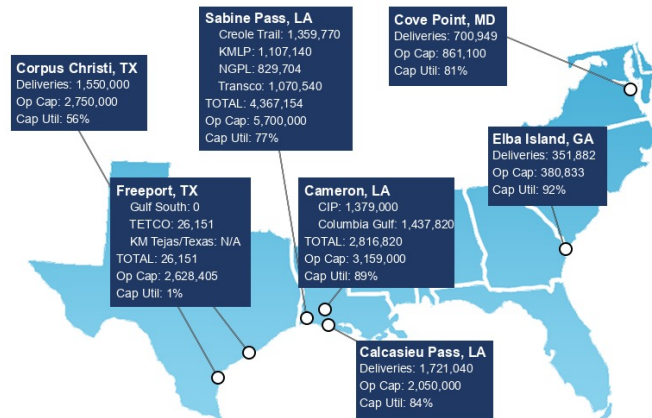 Sabine Pass, LA
Creole Trail: 1,359,770
KMLP: 1,107,140
NGPL: 829,704
Transco: 1,070,540
TOTAL: 4,367,154
Op Cap: 5,700,000
Cap Util: 77%
Cove Point, MD
Deliveries: 700,949
Op Cap: 861,100
Cap Util: 81%
Corpus Christi, TX
Deliveries: 1,550,000
Op Cap: 2,750,000
Cap Util: 56%
Elba Island, GA
Deliveries: 351,882
Op Cap: 380,833
Cap Util: 92%
Freeport, TX
Gulf South: 0
TETCO: 26,151
KM Tejas/Texas: N/A
TOTAL: 26,151
Op Cap: 2,628,405
Cap Util: 1%
Cameron, LA
CIP: 1,379,000
Columbia Gulf: 1,437,820
TOTAL: 2,816,820
Op Cap: 3,159,000
Cap Util: 89%
Calcasieu Pass, LA
Deliveries: 1,721,040
Op Cap: 2,050,000
Cap Util: 84%